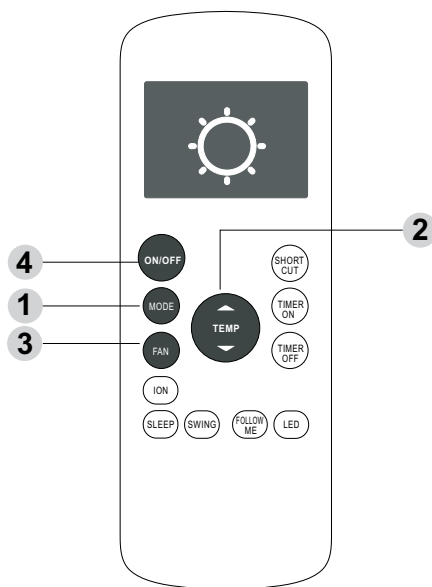 2
4
ON/OFF
SHORT
CUT
1
MODE
TEMP
TIMER
ON
3
FAN
TIMER
OFF
ION
SLEEP
SWING
FOLLOW
ME
LED